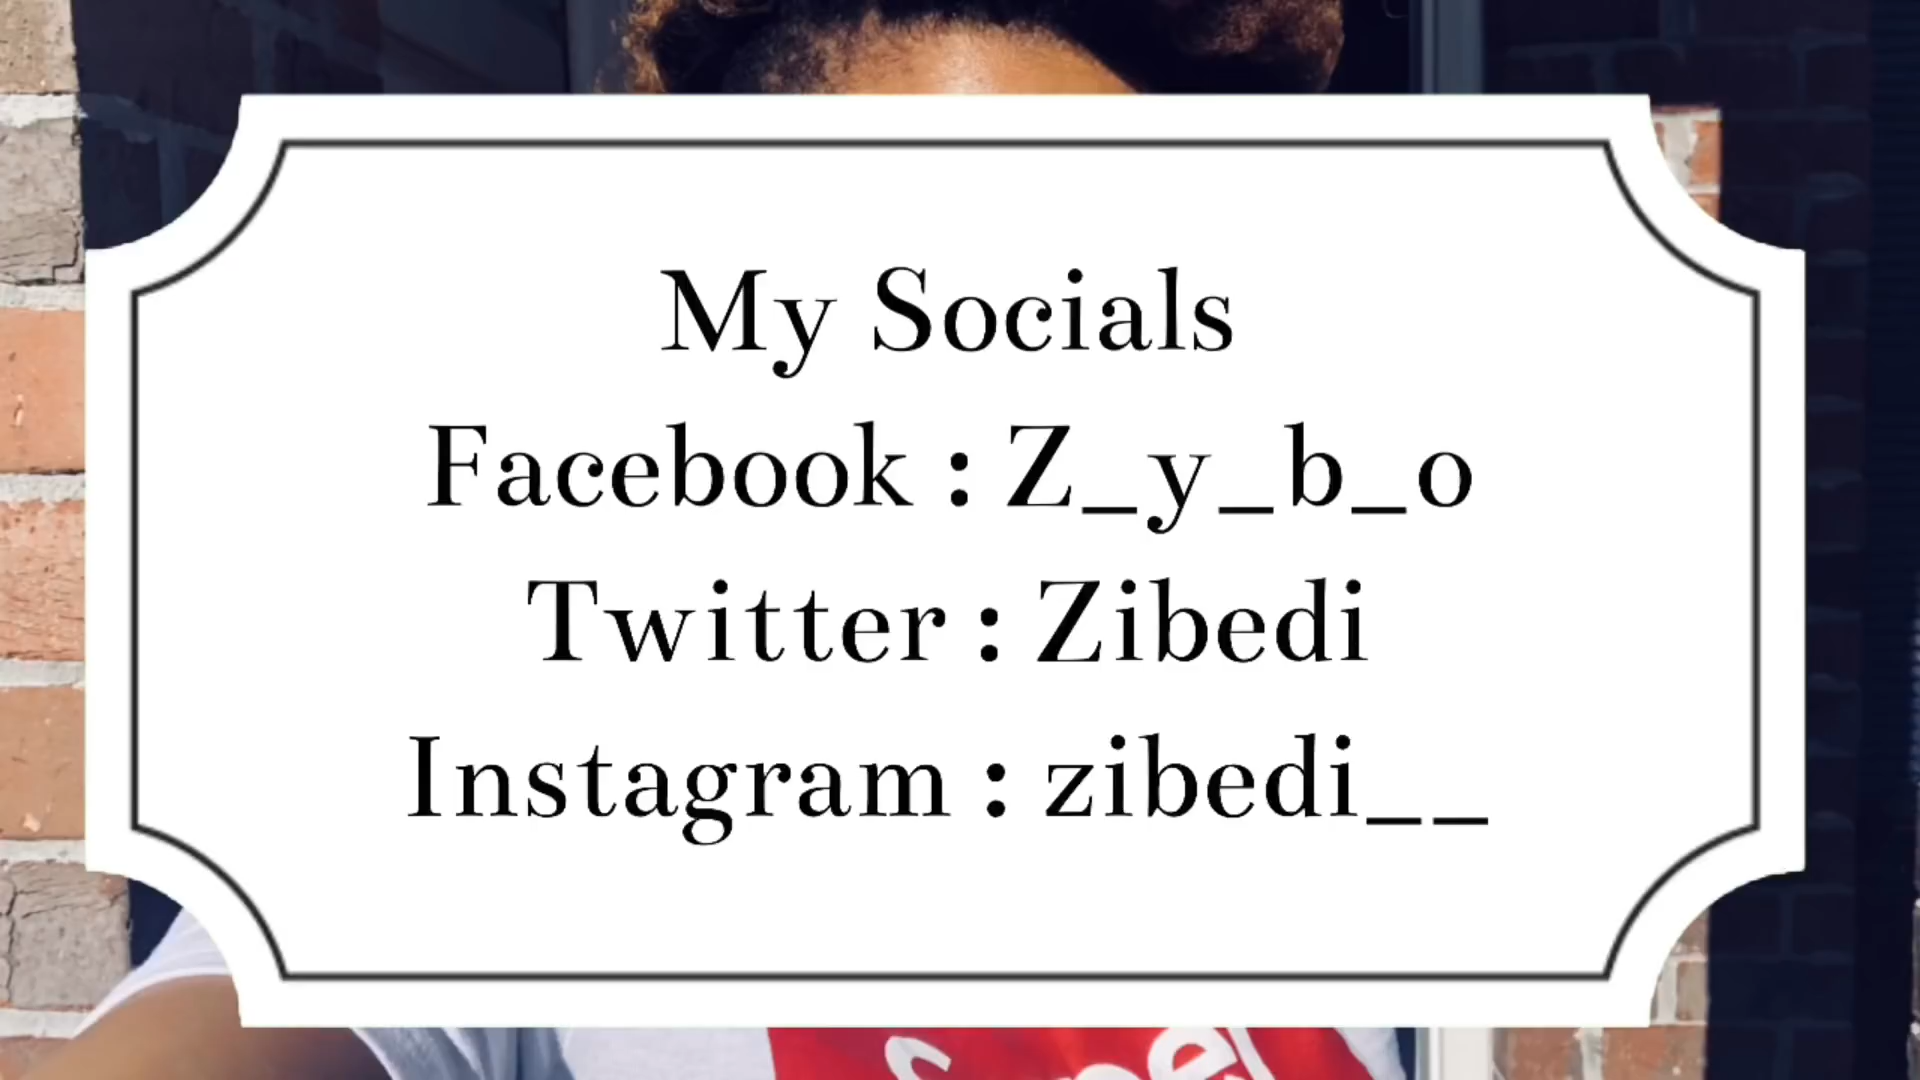 My Socials
Facebook : Z_y_b_o
Twitter : Zibedi
Instagram : zibedi__